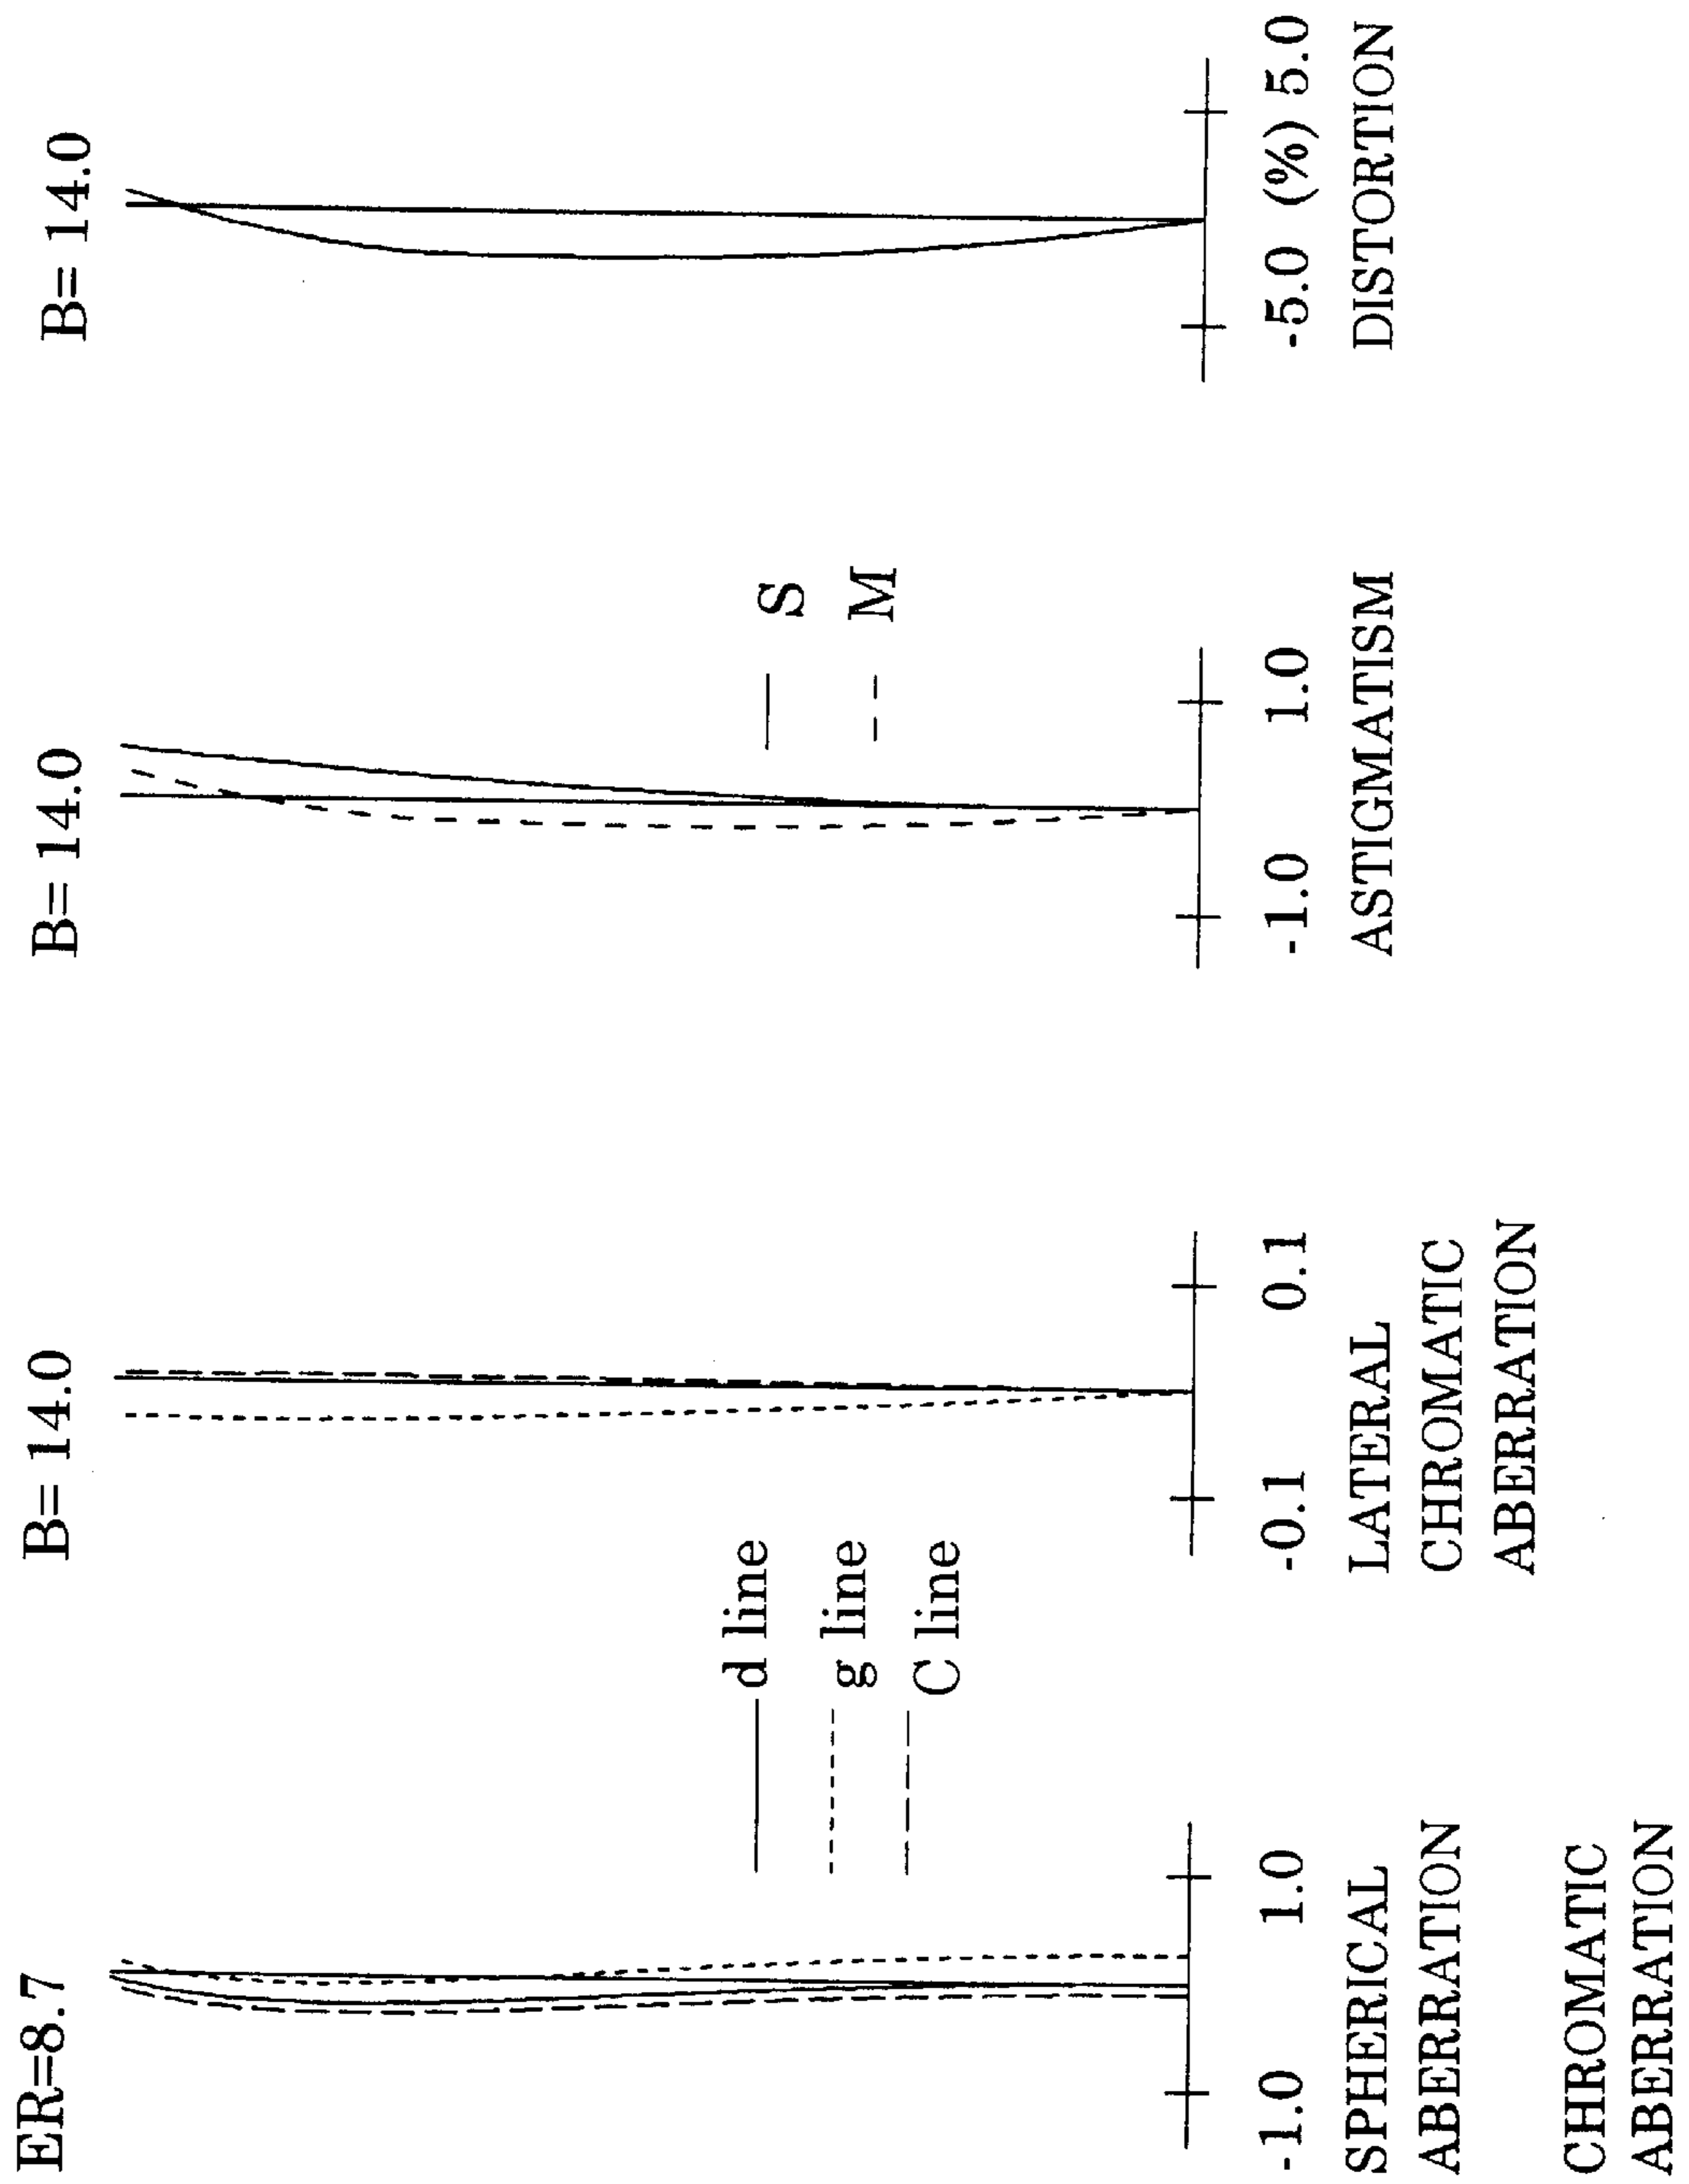 ER=8.7
-1.0 1.0
SPHERICAL
ABERRATION
CHROMATIC
ABERRATION
d line
g line
C line
B= 14.0
-0.1 0.1
LATERAL
CHROMATIC
ABERRATION
B= 14.0
S
M
-1.0 1.0
ASTIGMATISM
B= 14.0
-5.0 (%) 5.0
DISTORTION